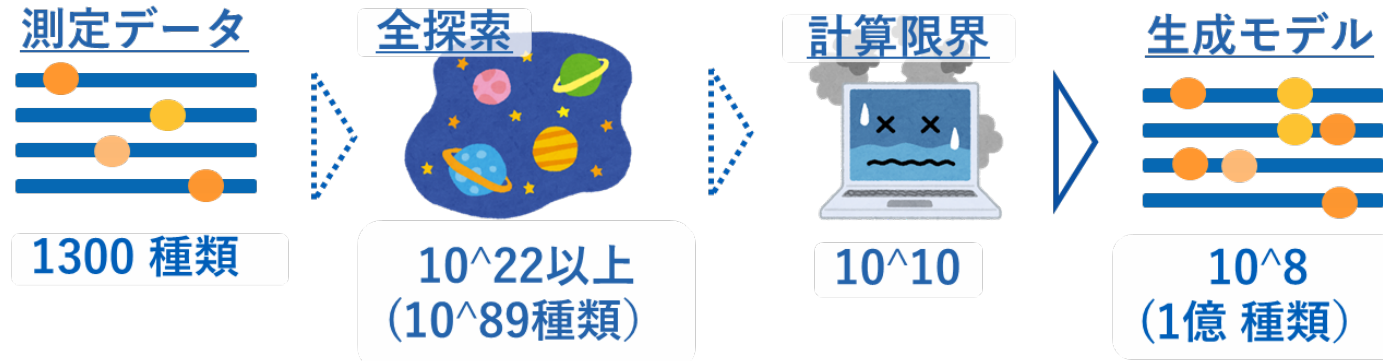 測定データ
全探索
計算限界
生成モデル
1300 種類
10^22以上
(10^89種類)
10^10
10^8
(1億 種類)